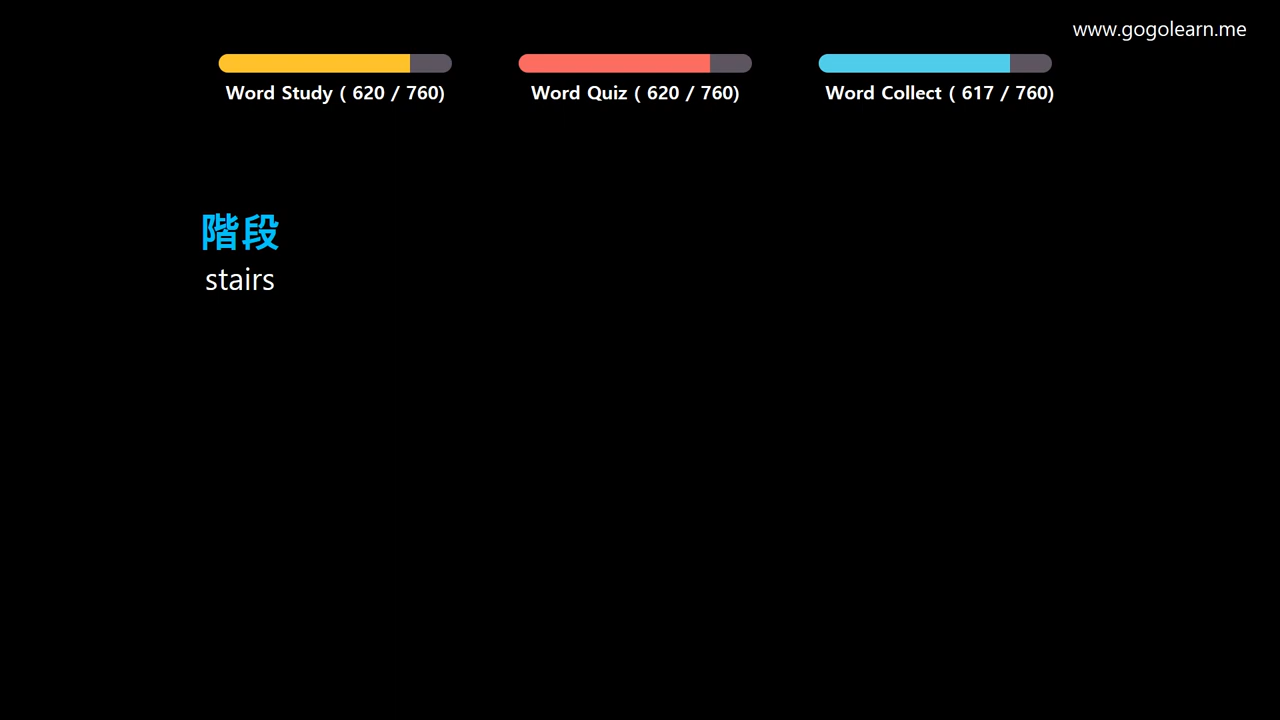 www.gogolearn.me
Word Study ( 620 / 760)
Word Quiz ( 620 / 760)
Word Collect ( 617 / 760)
階段
stairs